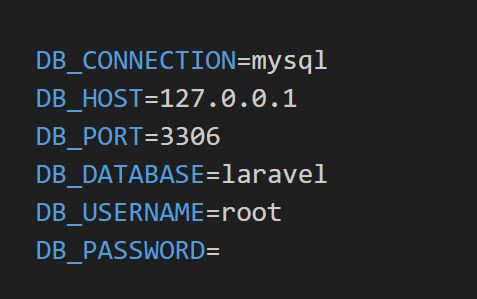 DB_CONNECTION=mysql
DB_HOST=127.0.0.1
DB_PORT=3306
DB_DATABASE=laravel
DB_USERNAME=root
DB_PASSWORD=